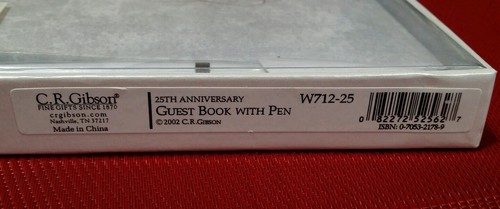 C.R.Gibson®
FINE GIFTS SINCE 1870
crgibson.com
Nashville, TN 37217
Made in China
25TH ANNIVERSARY
GUEST BOOK WITH PEN
© 2002 C.R.GIBSON
W712-25
0 82272 52562 7
ISBN: 0-7053-2178-9